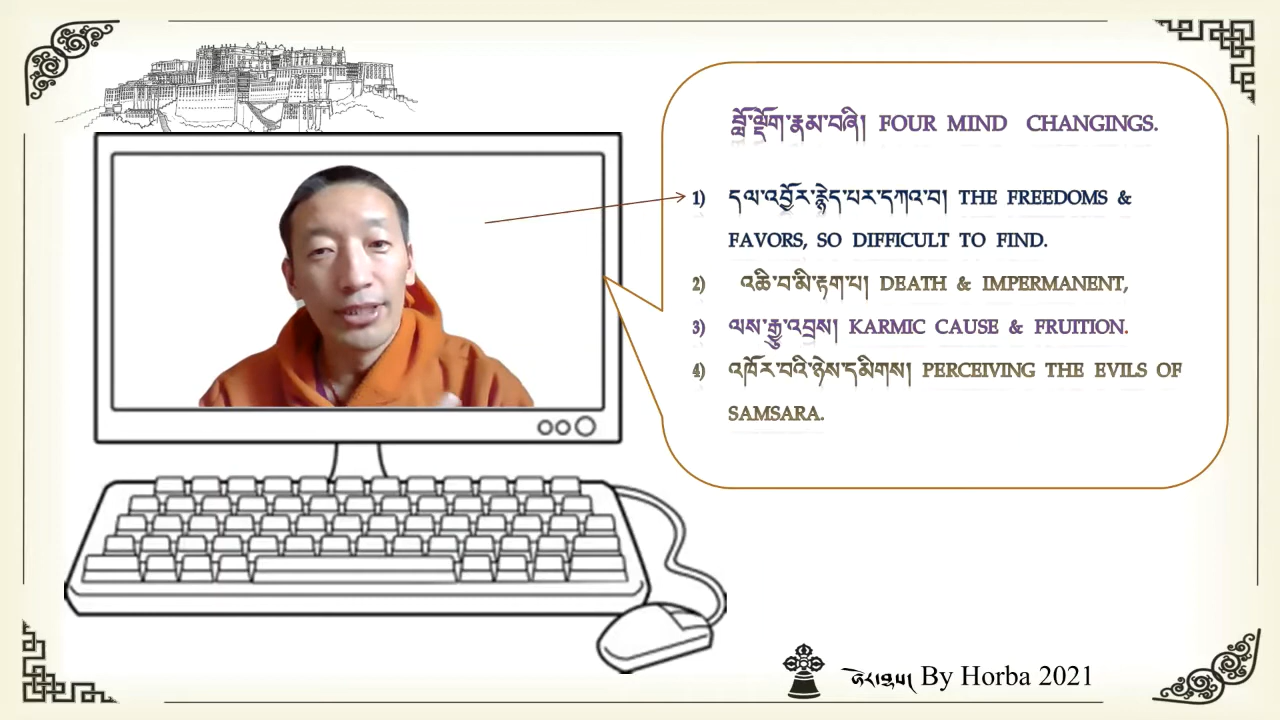 བློ་ལྡོག་རྣམ་བཞི། FOUR MIND CHANGINGS.
1) དལ་འབྱོར་རྙེད་པར་དཀའ་བ། THE FREEDOMS &
FAVORS, SO DIFFICULT TO FIND.
2) འཆི་བ་མི་རྟག་པ། DEATH & IMPERMANENT,
3) ལས་རྒྱུ་འབྲས། KARMIC CAUSE & FRUITION.
4) འཁོར་བའི་ཉེས་དམིགས། PERCEIVING THE EVILS OF
SAMSARA.
By Horba 2021